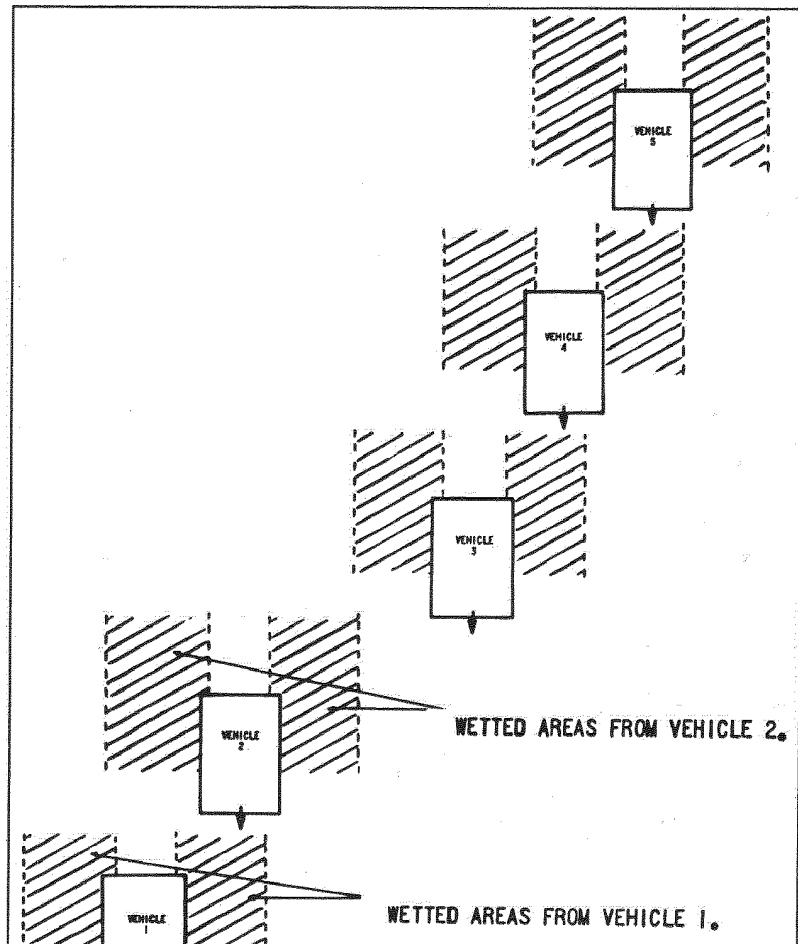 VEHICLE
5
VEHICLE
4
VEHICLE
3
VEHICLE
2
WETTED AREAS FROM VEHICLE 2.
VEHICLE
1
WETTED AREAS FROM VEHICLE 1.